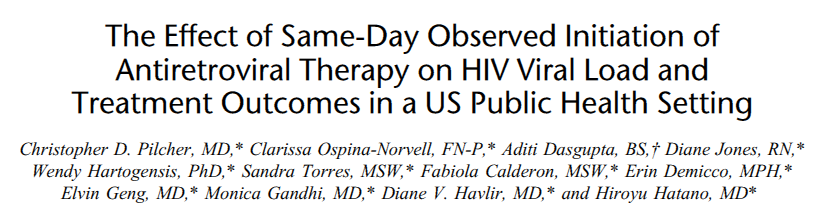 The Effect of Same-Day Observed Initiation of
Antiretroviral Therapy on HIV Viral Load and
Treatment Outcomes in a US Public Health Setting
Christopher D. Pilcher, MD,* Clarissa Ospina-Norvell, FN-P,* Aditi Dasgupta, BS,† Diane Jones, RN,*
Wendy Hartogensis, PhD,* Sandra Torres, MSW,* Fabiola Calderon, MSW,* Erin Demicco, MPH,*
Elvin Geng, MD,* Monica Gandhi, MD,* Diane V. Havlir, MD,* and Hiroyu Hatano, MD*